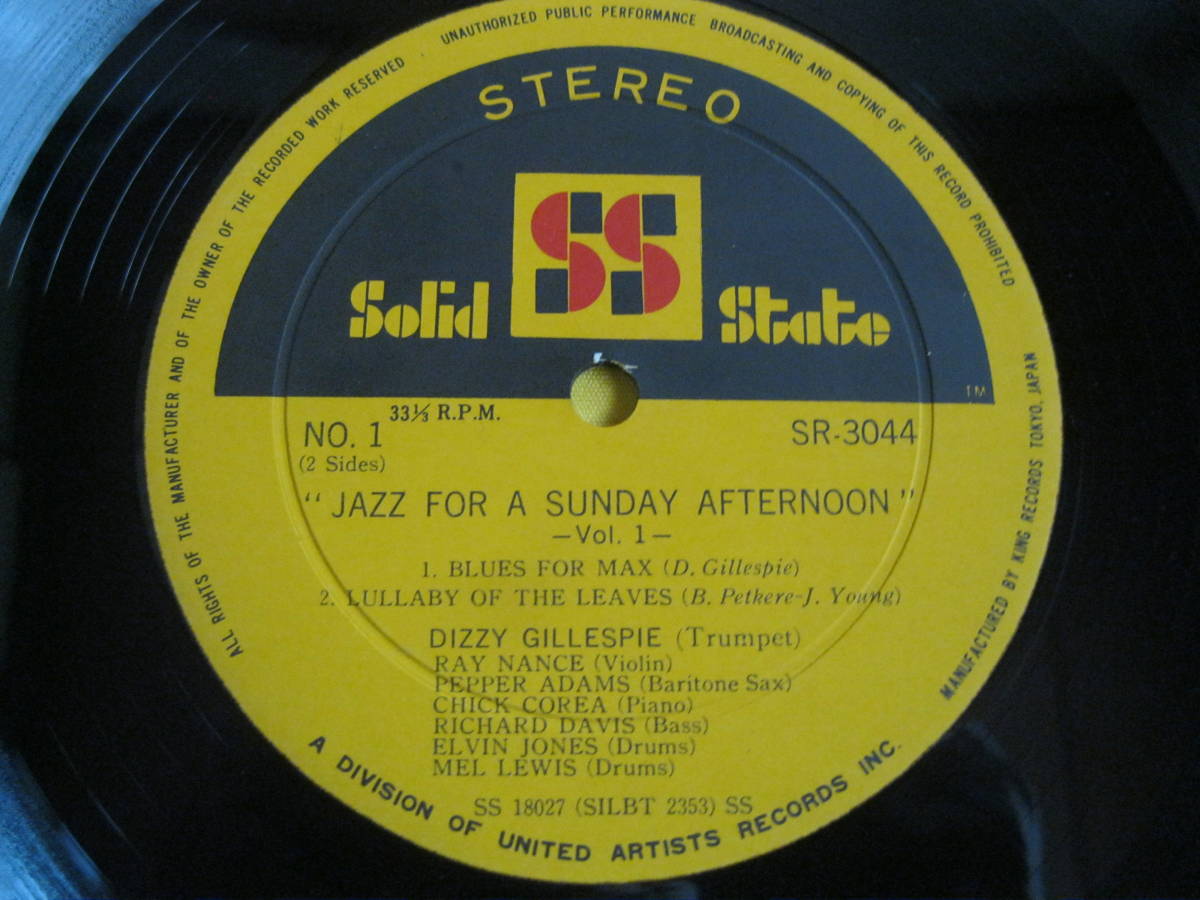 ALL RIGHTS OF THE MANUFACTURER AND OF THE OWNER OF THE RECORDED WORK RESERVED · UNAUTHORIZED PUBLIC PERFORMANCE BROADCASTING AND COPYING OF THIS RECORD PROHIBITED
STEREO
SS
Solid State
TM
33⅓ R.P.M.
NO. 1 SR-3044
(2 Sides)
"JAZZ FOR A SUNDAY AFTERNOON"
—Vol. 1—
1. BLUES FOR MAX (D. Gillespie)
2. LULLABY OF THE LEAVES (B. Petkere-J. Young)
DIZZY GILLESPIE (Trumpet)
RAY NANCE (Violin)
PEPPER ADAMS (Baritone Sax)
CHICK COREA (Piano)
RICHARD DAVIS (Bass)
ELVIN JONES (Drums)
MEL LEWIS (Drums)
SS 18027 (SILBT 2353) SS
A DIVISION OF UNITED ARTISTS RECORDS INC.
MANUFACTURED BY KING RECORDS TOKYO, JAPAN